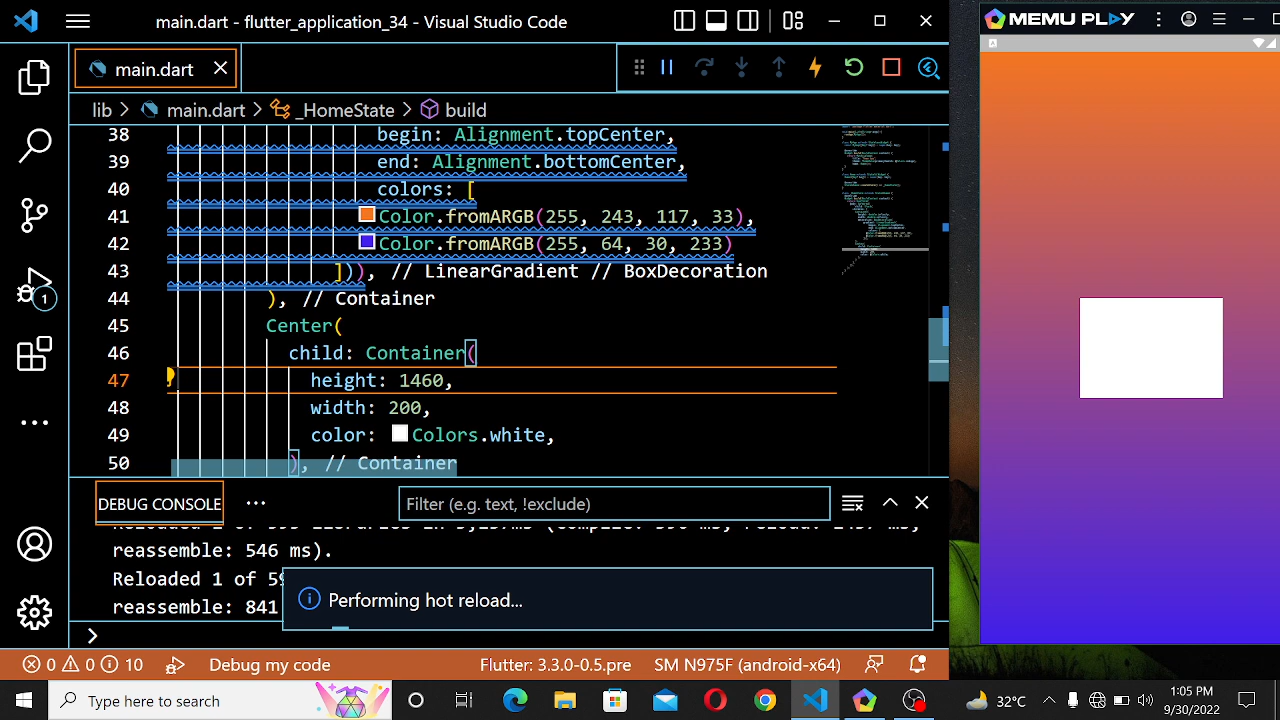 main.dart - flutter_application_34 - Visual Studio Code
MEMU PLAY
main.dart
A
lib > main.dart > _HomeState > build
38 begin: Alignment.topCenter,
39 end: Alignment.bottomCenter,
40 colors: [
41 Color.fromARGB(255, 243, 117, 33),
42 Color.fromARGB(255, 64, 30, 233)
43 ])), // LinearGradient // BoxDecoration
44 ), // Container
45 Center(
46 child: Container(
47 height: 1460,
48 width: 200,
49 color: Colors.white,
50 ), // Container
1
DEBUG CONSOLE
Filter (e.g. text, !exclude)
reassemble: 546 ms).
Reloaded 1 of 59
reassemble: 841
Performing hot reload...
>
0 0 10 Debug my code Flutter: 3.3.0-0.5.pre SM N975F (android-x64)
Type here to search
32°C
1:05 PM
9/30/2022